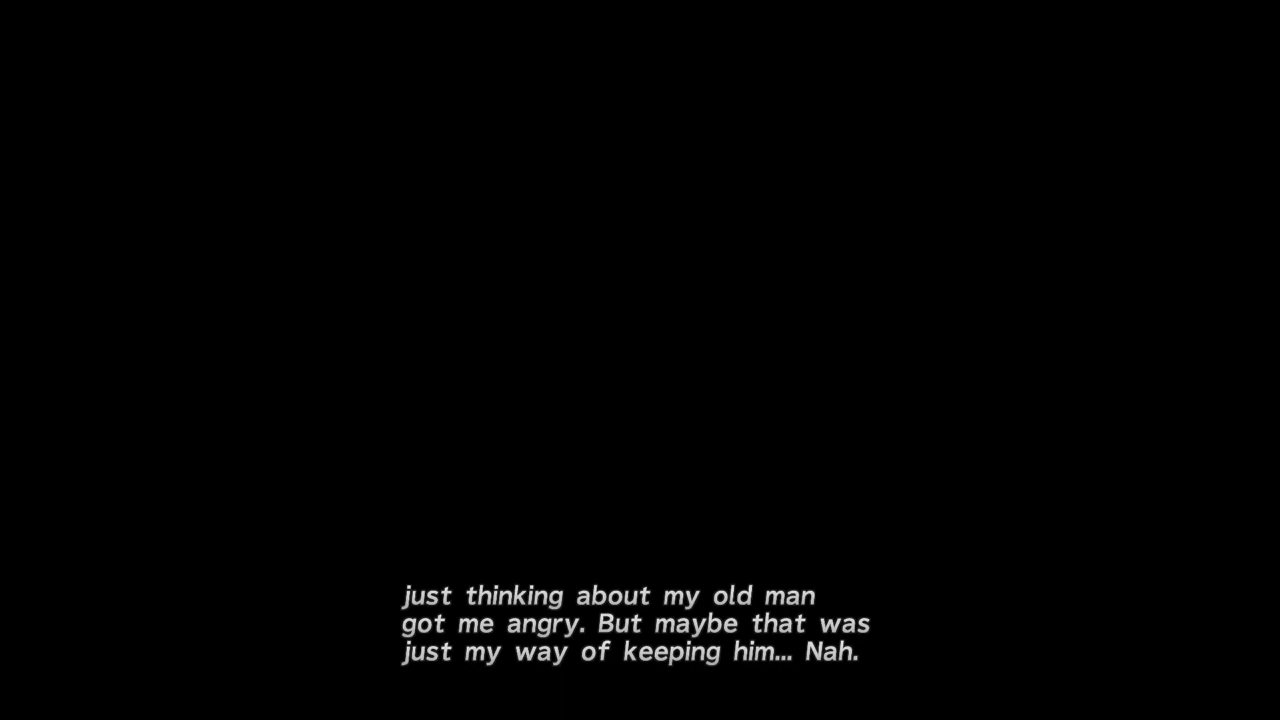 just thinking about my old man
got me angry. But maybe that was
just my way of keeping him... Nah.